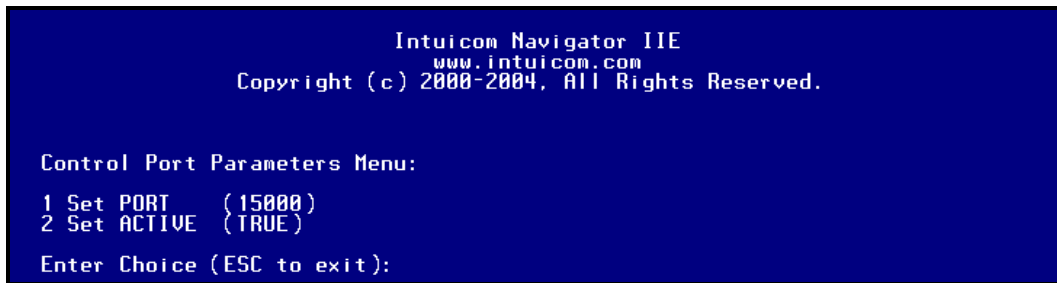 Intuicom Navigator IIE
www.intuicom.com
Copyright (c) 2000-2004, All Rights Reserved.
Control Port Parameters Menu:
1 Set PORT (15000)
2 Set ACTIVE (TRUE)
Enter Choice (ESC to exit):